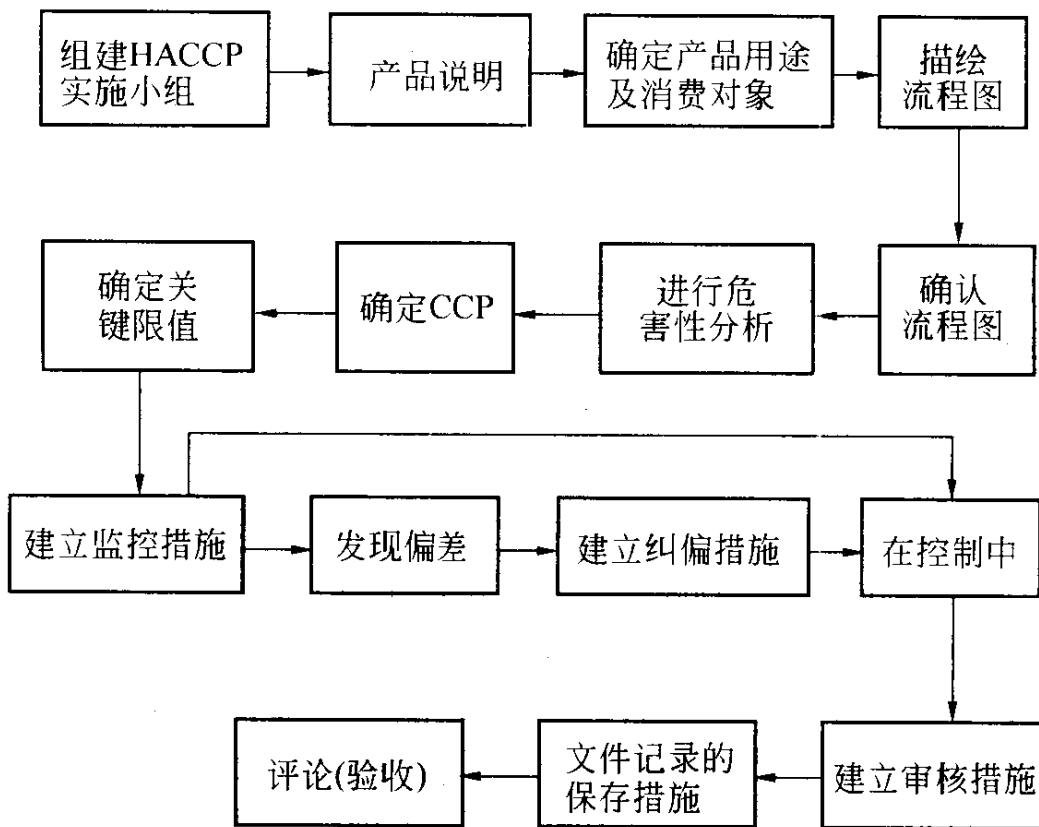 组建HACCP
实施小组
产品说明
确定产品用途
及消费对象
描绘
流程图
确定关
键限值
确定CCP
进行危
害性分析
确认
流程图
建立监控措施
发现偏差
建立纠偏措施
在控制中
评论(验收)
文件记录的
保存措施
建立审核措施